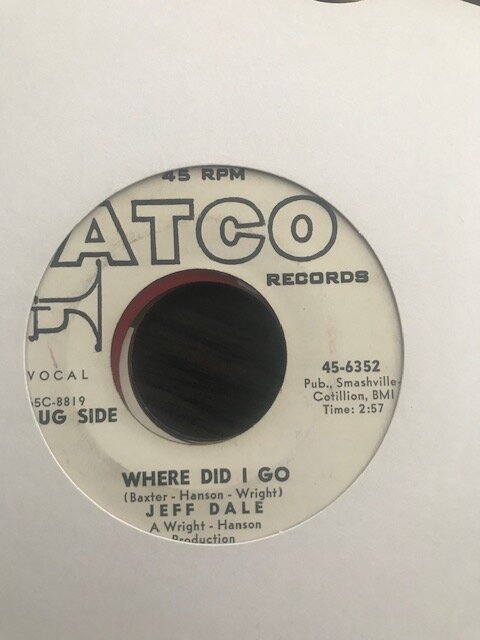 45 RPM
ATCO
RECORDS
VOCAL
5C-8819
UG SIDE
45-6352
Pub., Smashville-
Cotillion, BMI
Time: 2:57
WHERE DID I GO
(Baxter - Hanson - Wright)
JEFF DALE
A Wright - Hanson
Production